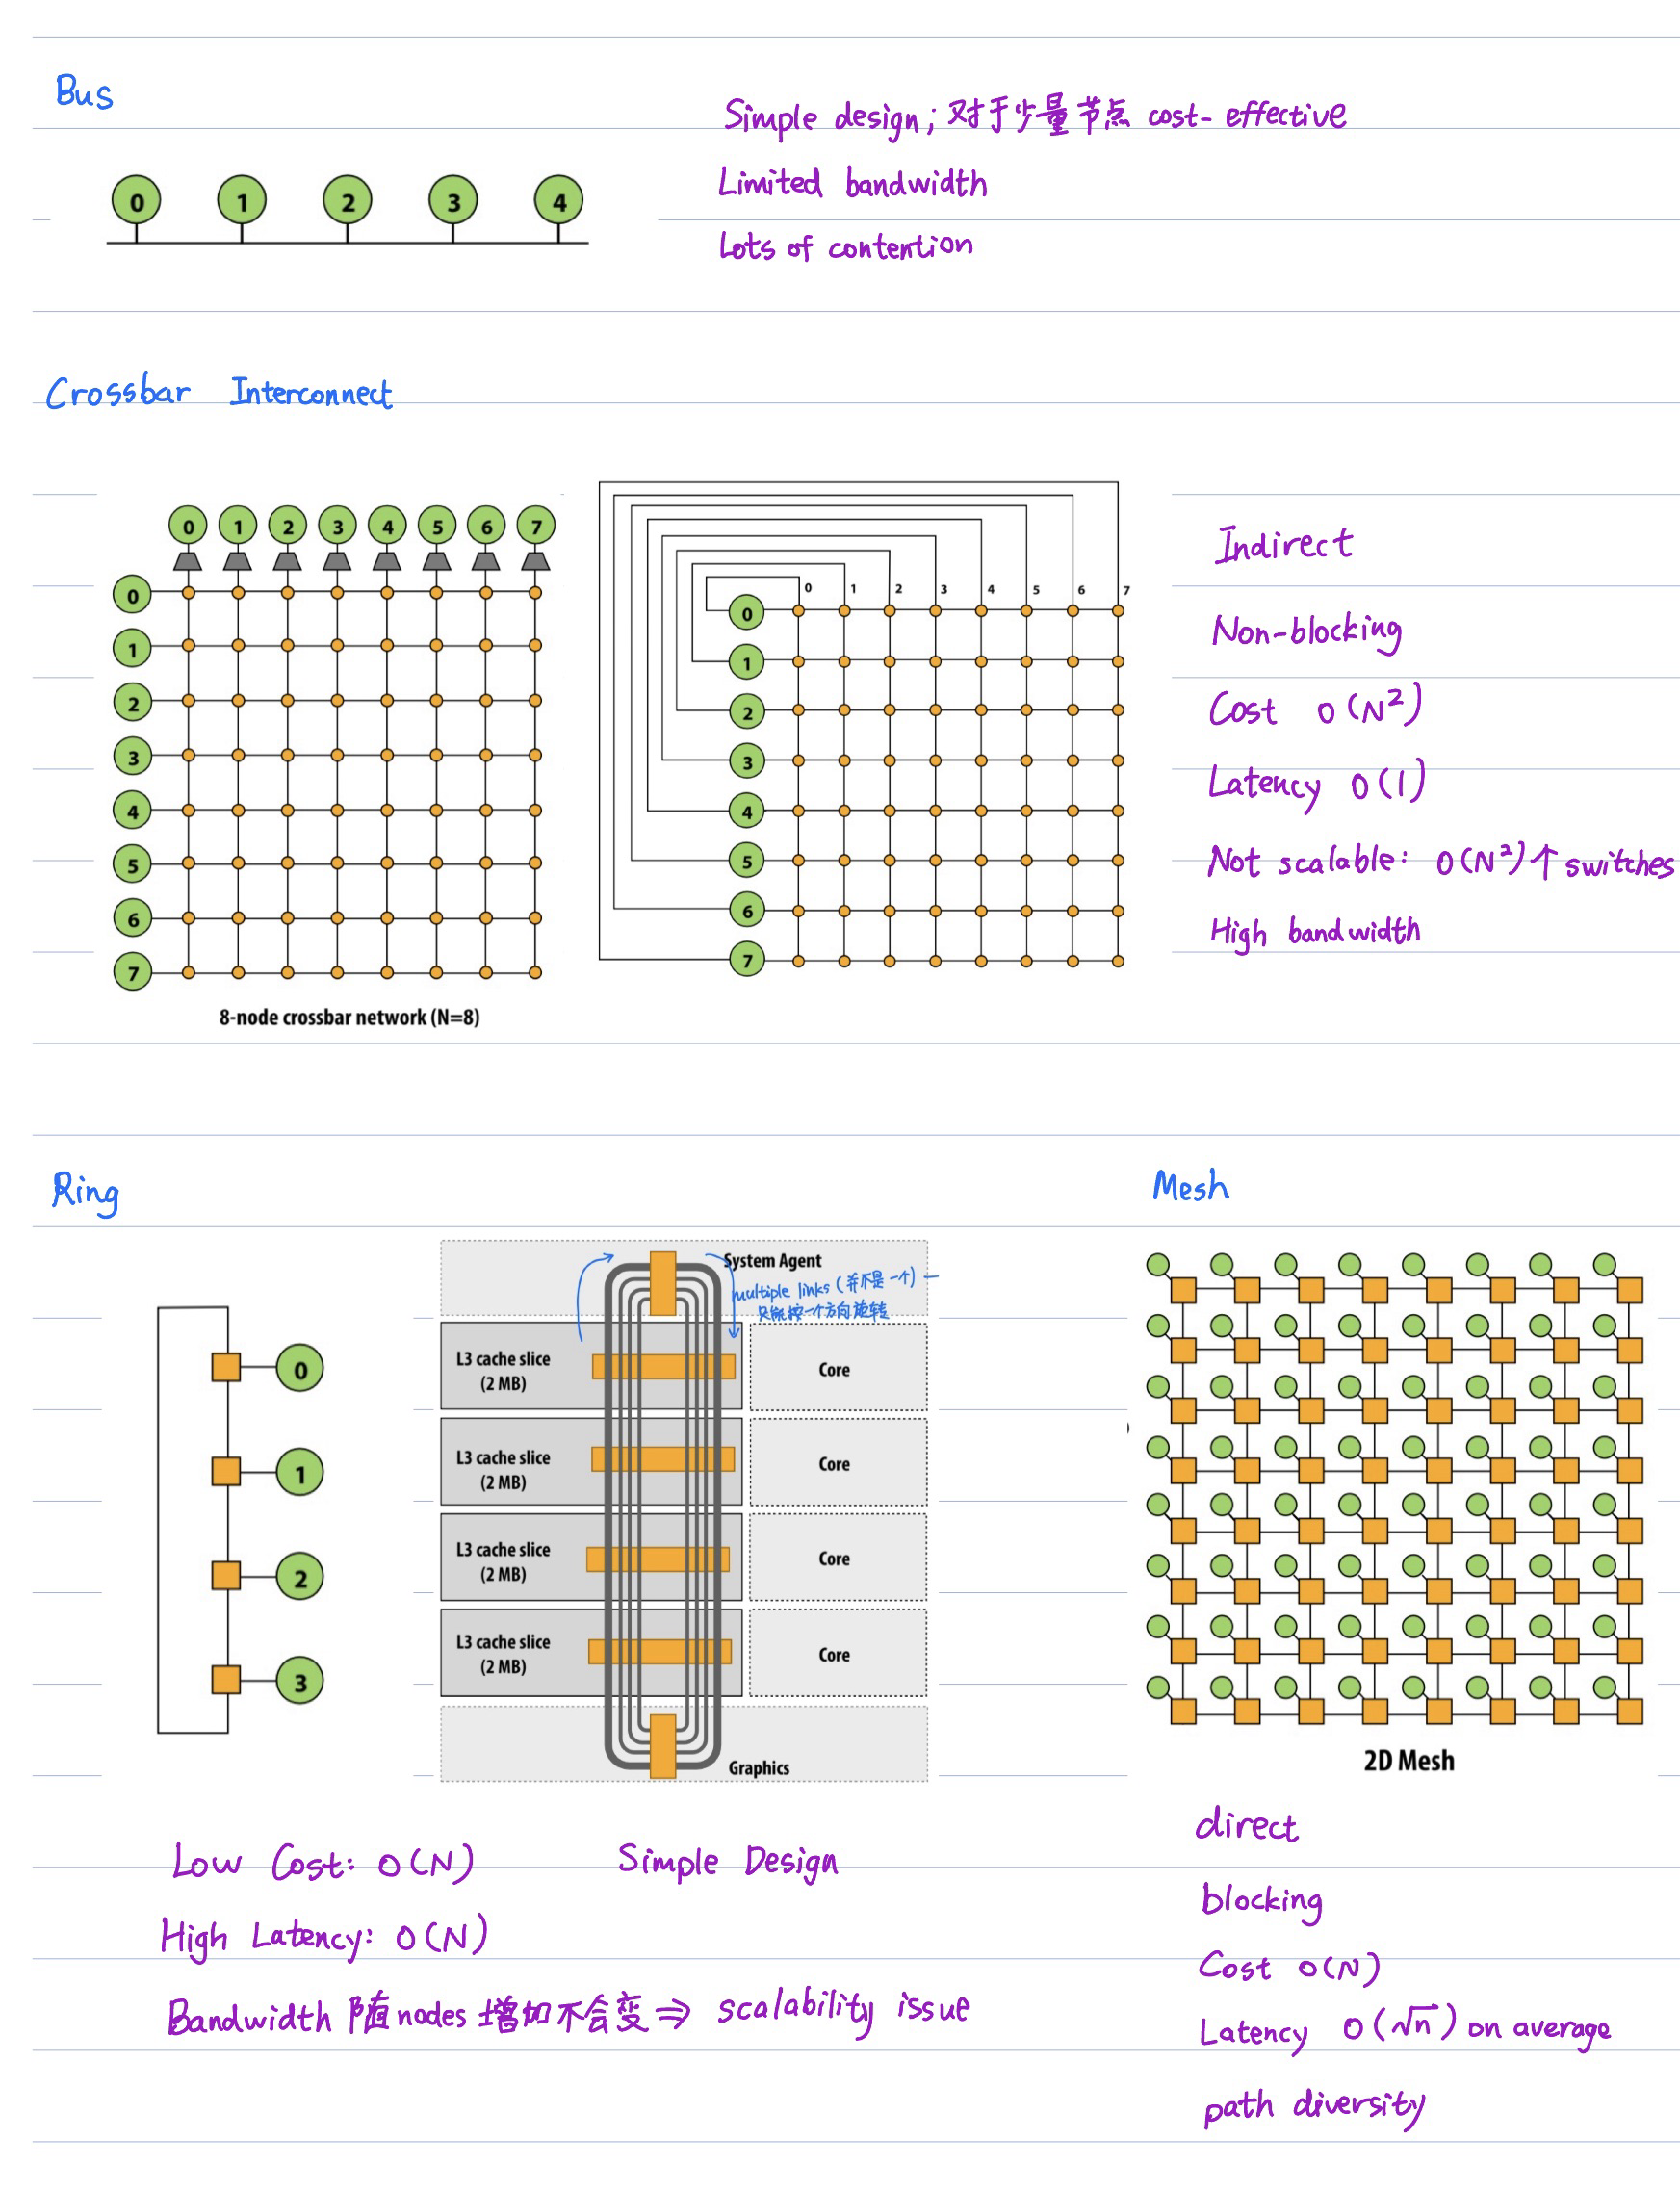 Bus
Simple design; 对于少量节点 cost-effective
Limited bandwidth
Lots of contention
0 1 2 3 4
Crossbar Interconnect
0 1 2 3 4 5 6 7
0
1
2
3
4
5
6
7
8-node crossbar network (N=8)
0 1 2 3 4 5 6 7
0
1
2
3
4
5
6
7
Indirect
Non-blocking
Cost O(N²)
Latency O(1)
Not scalable: O(N²)个 switches
High bandwidth
Ring
0
1
2
3
System Agent
multiple links (并不是一个) —
只能按一个方向旋转
L3 cache slice
(2 MB)
Core
L3 cache slice
(2 MB)
Core
L3 cache slice
(2 MB)
Core
L3 cache slice
(2 MB)
Core
Graphics
Low Cost: O(N) Simple Design
High Latency: O(N)
Bandwidth 随nodes 增加不会变 ⇒ scalability issue
Mesh
2D Mesh
direct
blocking
Cost O(N)
Latency O(√n) on average
path diversity